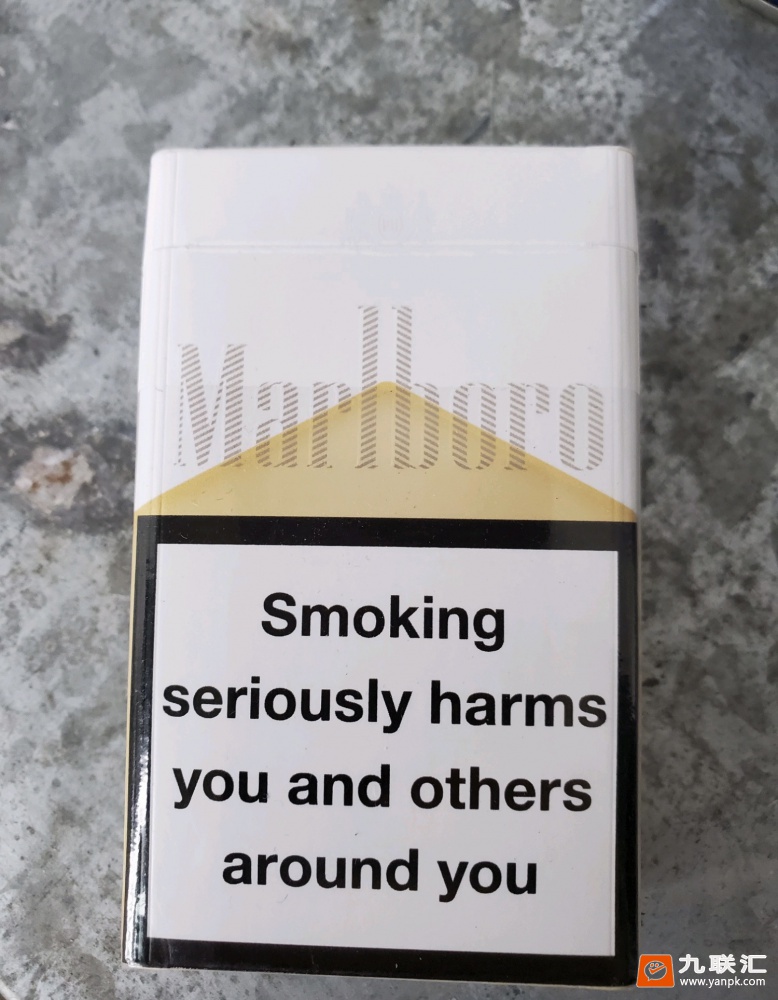 Marlboro
Smoking
seriously harms
you and others
around you
九联汇
www.yanpk.com